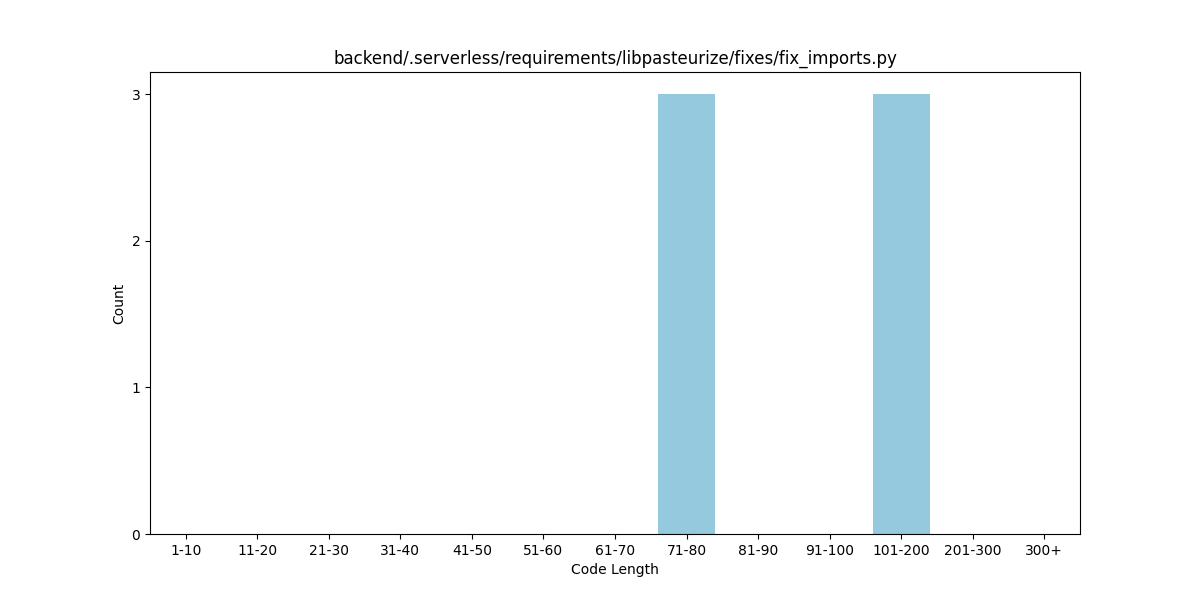 backend/.serverless/requirements/libpasteurize/fixes/fix_imports.py
3
2
1
0
Count
1-10 11-20 21-30 31-40 41-50 51-60 61-70 71-80 81-90 91-100 101-200 201-300 300+
Code Length